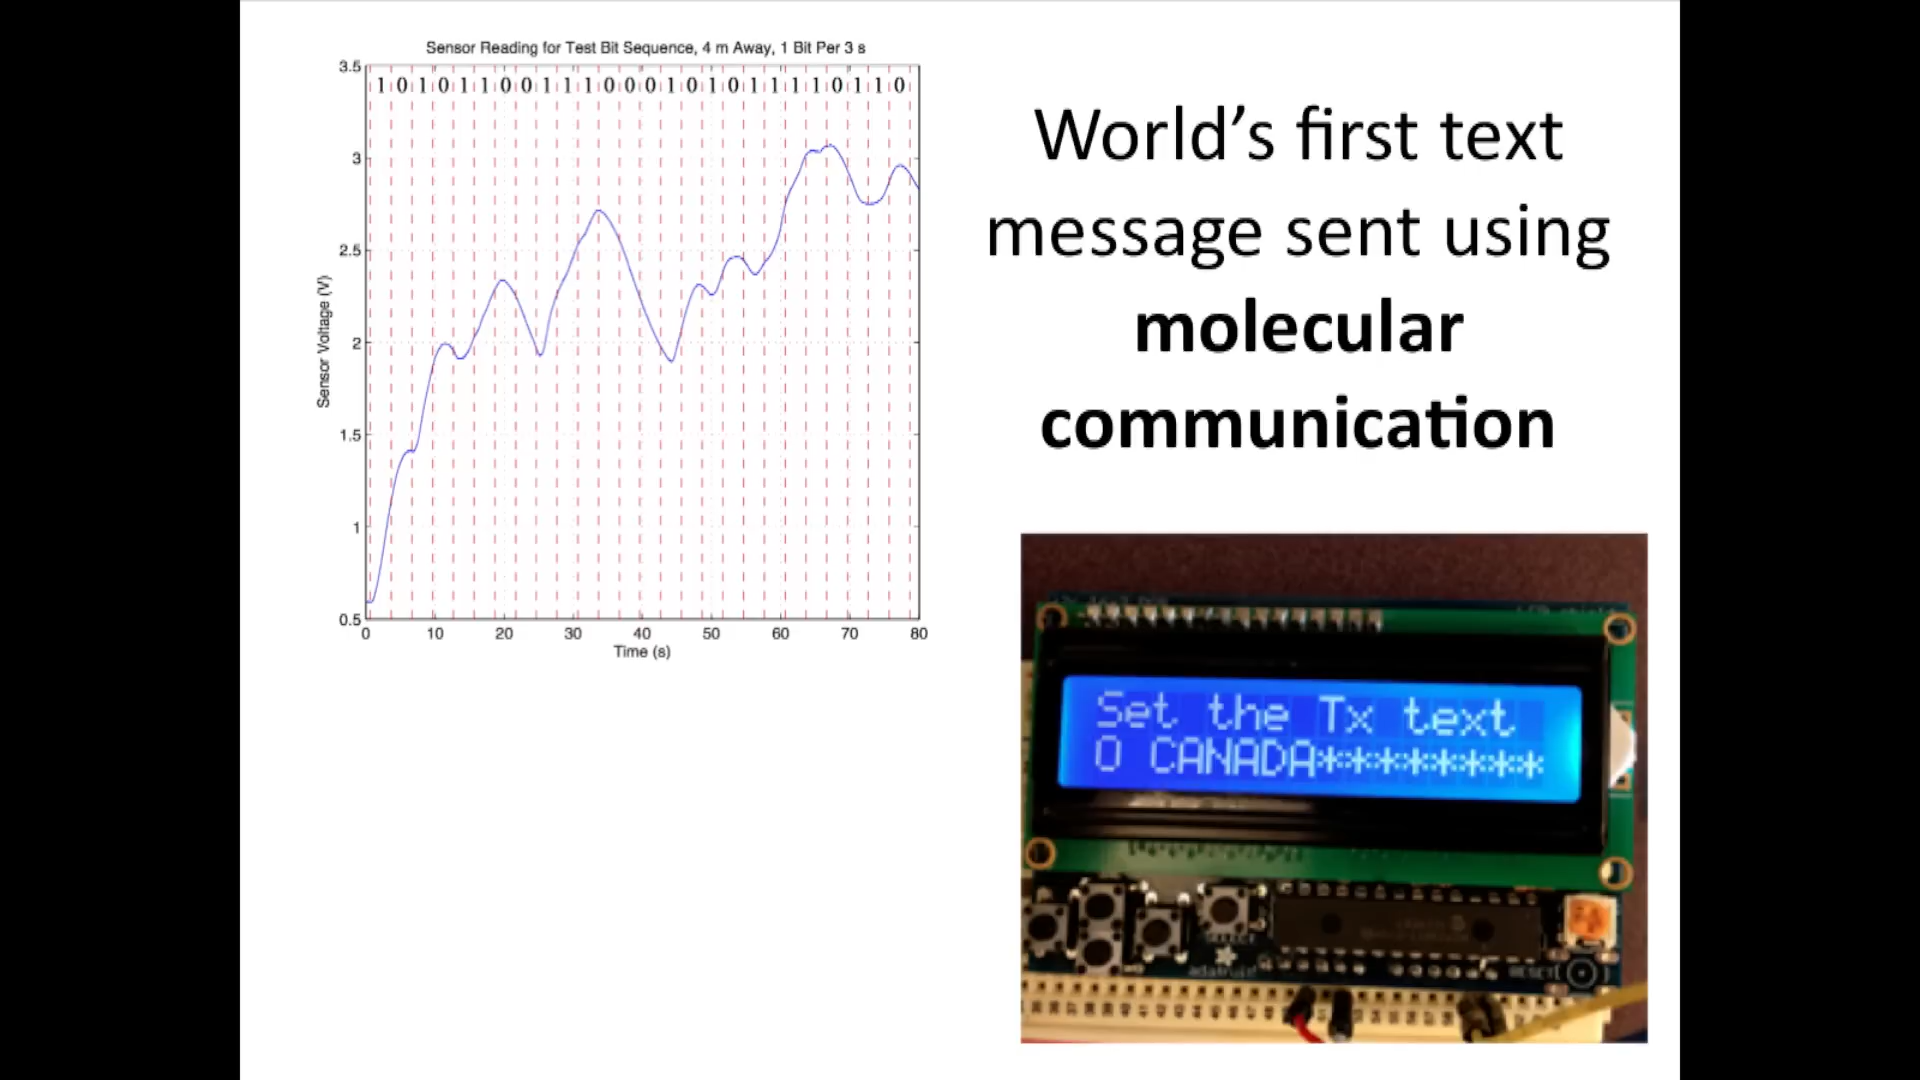 Sensor Reading for Test Bit Sequence, 4 m Away, 1 Bit Per 3 s
1 0 1 0 1 1 0 0 1 1 1 0 0 0 1 0 1 0 1 1 1 1 0 1 1 0
3.5
3
2.5
2
1.5
1
0.5
Sensor Voltage (V)
0 10 20 30 40 50 60 70 80
Time (s)
World's first text
message sent using
molecular
communication
Set the Tx text
O CANADA*********
SELECT
adafruit
RESET